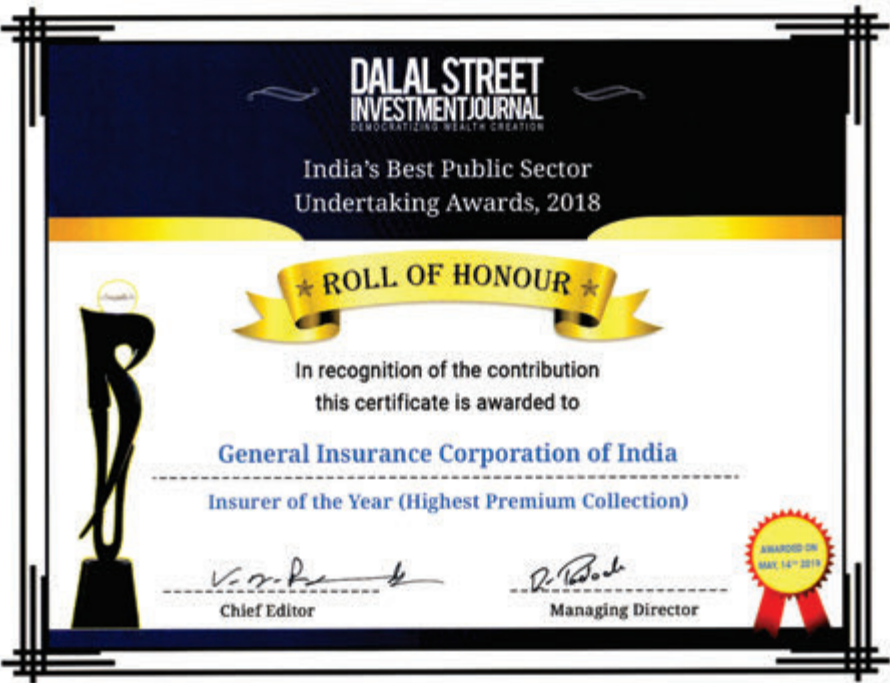 DALAL STREET
INVESTMENT JOURNAL
DEMOCRATIZING WEALTH CREATION
India's Best Public Sector
Undertaking Awards, 2018
ROLL OF HONOUR
In recognition of the contribution
this certificate is awarded to
General Insurance Corporation of India
Insurer of the Year (Highest Premium Collection)
Chief Editor
Managing Director
AWARDED ON
MAY, 14TH 2019